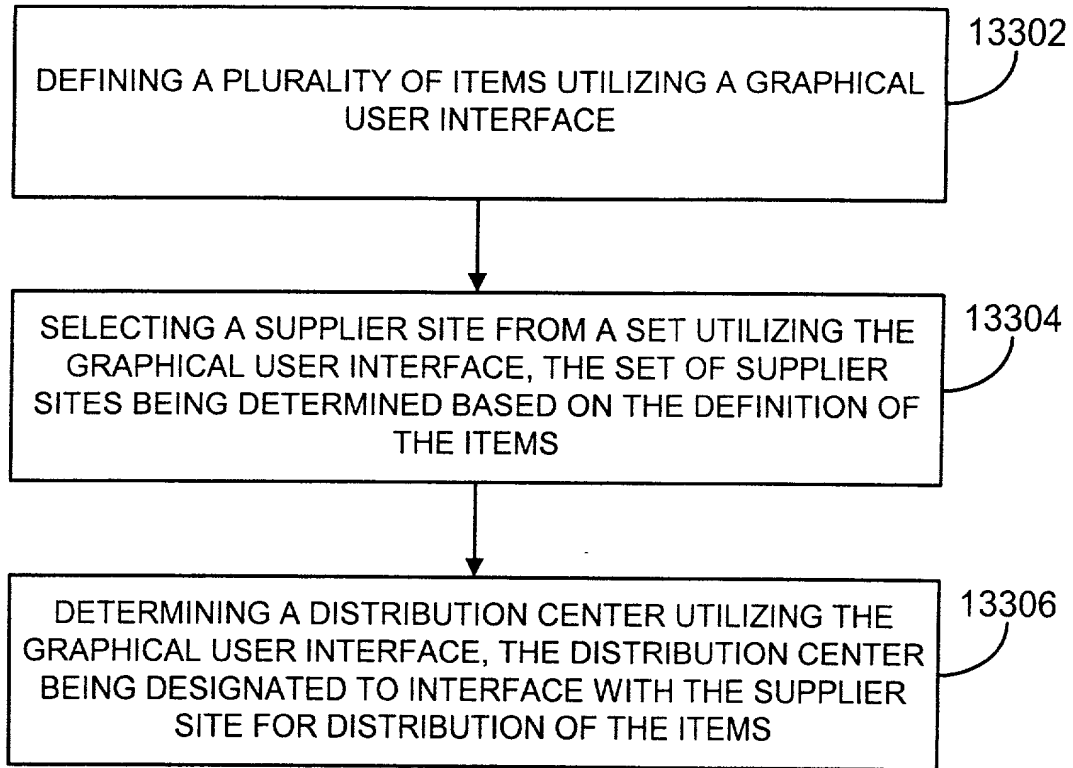 13302
DEFINING A PLURALITY OF ITEMS UTILIZING A GRAPHICAL
USER INTERFACE
13304
SELECTING A SUPPLIER SITE FROM A SET UTILIZING THE
GRAPHICAL USER INTERFACE, THE SET OF SUPPLIER
SITES BEING DETERMINED BASED ON THE DEFINITION OF
THE ITEMS
13306
DETERMINING A DISTRIBUTION CENTER UTILIZING THE
GRAPHICAL USER INTERFACE, THE DISTRIBUTION CENTER
BEING DESIGNATED TO INTERFACE WITH THE SUPPLIER
SITE FOR DISTRIBUTION OF THE ITEMS